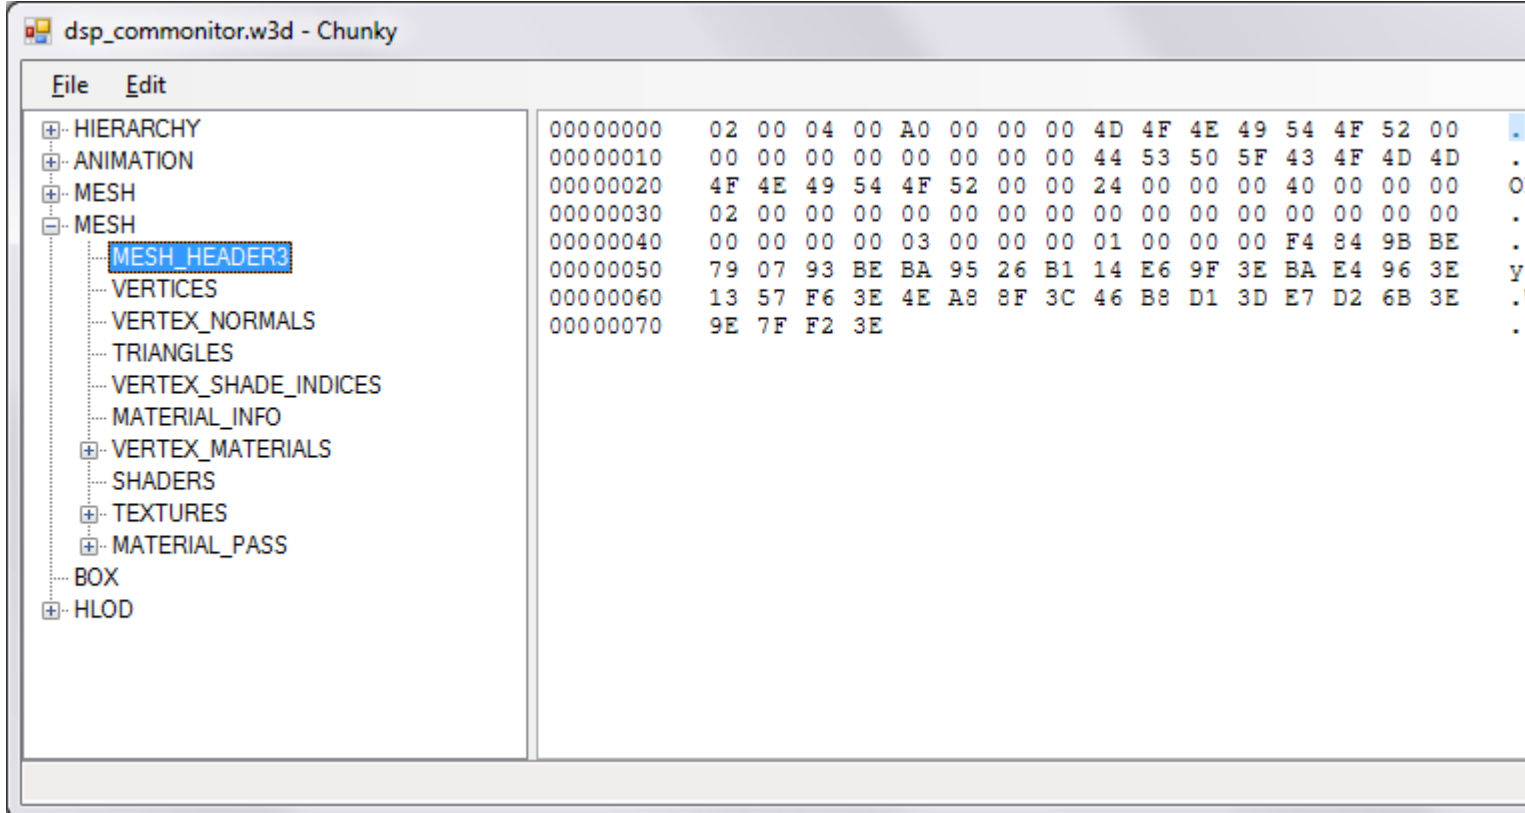 dsp_commonitor.w3d - Chunky
File Edit
HIERARCHY
ANIMATION
MESH
MESH
MESH_HEADER3
VERTICES
VERTEX_NORMALS
TRIANGLES
VERTEX_SHADE_INDICES
MATERIAL_INFO
VERTEX_MATERIALS
SHADERS
TEXTURES
MATERIAL_PASS
BOX
HLOD
00000000 02 00 04 00 A0 00 00 00 4D 4F 4E 49 54 4F 52 00 .
00000010 00 00 00 00 00 00 00 00 44 53 50 5F 43 4F 4D 4D .
00000020 4F 4E 49 54 4F 52 00 00 24 00 00 00 40 00 00 00
00000030 02 00 00 00 00 00 00 00 00 00 00 00 00 00 00 00 .
00000040 00 00 00 00 03 00 00 00 01 00 00 00 F4 84 9B BE .
00000050 79 07 93 BE BA 95 26 B1 14 E6 9F 3E BA E4 96 3E y
00000060 13 57 F6 3E 4E A8 8F 3C 46 B8 D1 3D E7 D2 6B 3E .
00000070 9E 7F F2 3E .